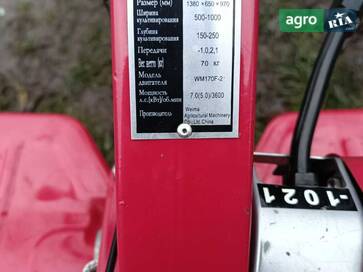 agro RIA
Размер (мм) 1380×650×970
Ширина культивирования 500-1000
Глубина культивирования 150-250
Передачи -1,0,2,1
Вес нетто (кг) 70 кг
Модель двигателя WM170F-2
Мощность л.с.(кВт)/об.мин 7.0(5.0)/3600
Производитель Weima Agricultural Machinery Co.,Ltd.China
-1021